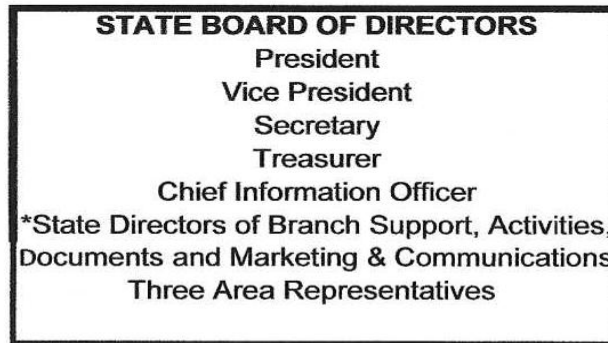 STATE BOARD OF DIRECTORS
President
Vice President
Secretary
Treasurer
Chief Information Officer
*State Directors of Branch Support, Activities,
Documents and Marketing & Communications
Three Area Representatives